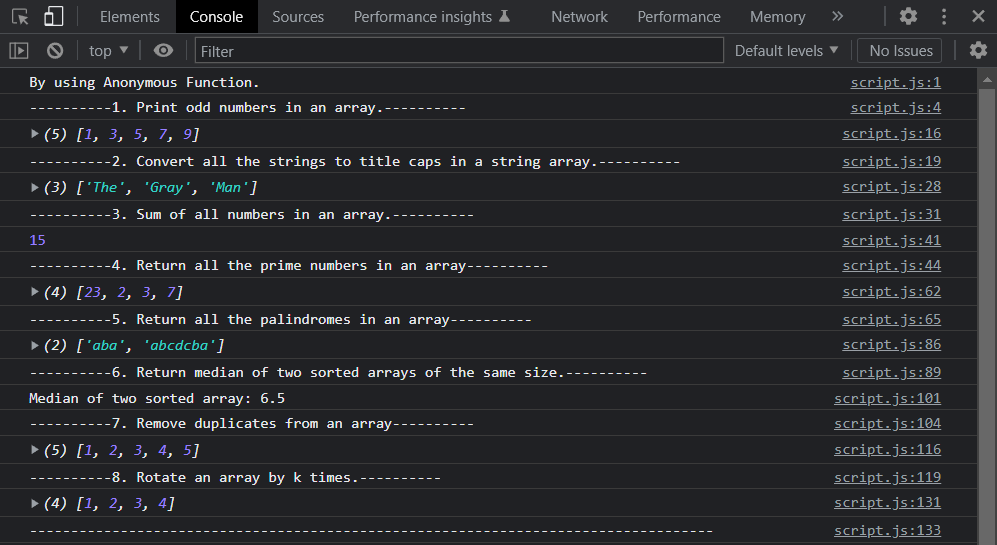 Elements Console Sources Performance insights Network Performance Memory
top Filter Default levels No Issues
By using Anonymous Function. script.js:1
----------1. Print odd numbers in an array.---------- script.js:4
(5) [1, 3, 5, 7, 9] script.js:16
----------2. Convert all the strings to title caps in a string array.---------- script.js:19
(3) ['The', 'Gray', 'Man'] script.js:28
----------3. Sum of all numbers in an array.---------- script.js:31
15 script.js:41
----------4. Return all the prime numbers in an array---------- script.js:44
(4) [23, 2, 3, 7] script.js:62
----------5. Return all the palindromes in an array---------- script.js:65
(2) ['aba', 'abcdcba'] script.js:86
----------6. Return median of two sorted arrays of the same size.---------- script.js:89
Median of two sorted array: 6.5 script.js:101
----------7. Remove duplicates from an array---------- script.js:104
(5) [1, 2, 3, 4, 5] script.js:116
----------8. Rotate an array by k times.---------- script.js:119
(4) [1, 2, 3, 4] script.js:131
----------------------------------------------------------------------------------- script.js:133